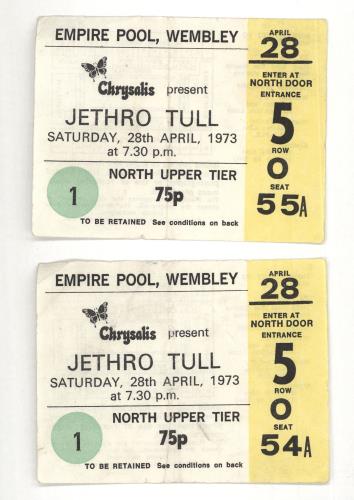 EMPIRE POOL, WEMBLEY
Chrysalis present
JETHRO TULL
SATURDAY, 28th APRIL, 1973
at 7.30 p.m.
NORTH UPPER TIER
1
75p
TO BE RETAINED See conditions on back
APRIL
28
ENTER AT
NORTH DOOR
ENTRANCE
5
ROW
O
SEAT
55A
EMPIRE POOL, WEMBLEY
Chrysalis present
JETHRO TULL
SATURDAY, 28th APRIL, 1973
at 7.30 p.m.
NORTH UPPER TIER
1
75p
TO BE RETAINED See conditions on back
APRIL
28
ENTER AT
NORTH DOOR
ENTRANCE
5
ROW
O
SEAT
54A